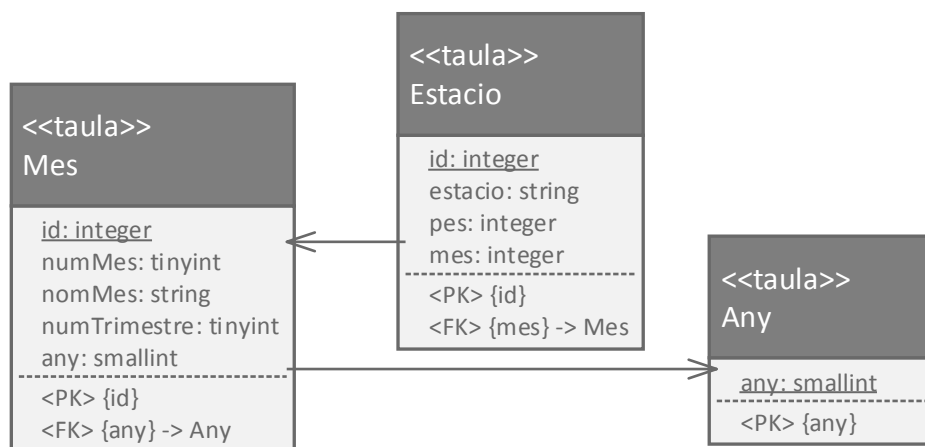 <<taula>>
Mes
id: integer
numMes: tinyint
nomMes: string
numTrimestre: tinyint
any: smallint
<PK> {id}
<FK> {any} -> Any
<<taula>>
Estacio
id: integer
estacio: string
pes: integer
mes: integer
<PK> {id}
<FK> {mes} -> Mes
<<taula>>
Any
any: smallint
<PK> {any}